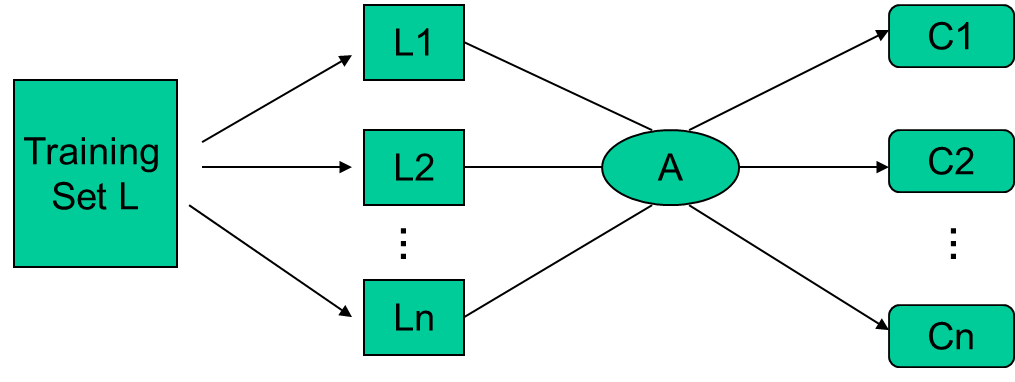 Training
Set L
L1
L2
⋮
Ln
A
C1
C2
⋮
Cn